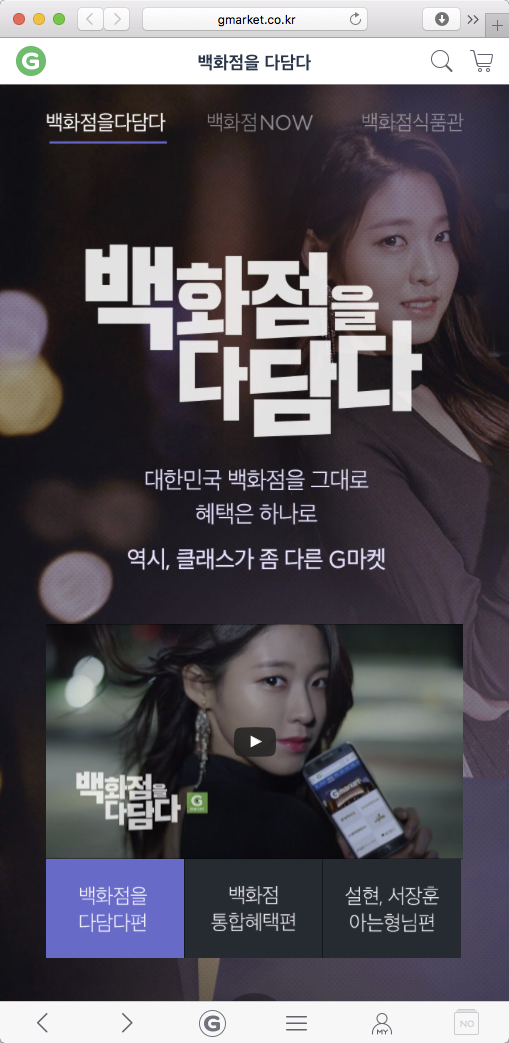 gmarket.co.kr
G
백화점을 다담다
백화점을다담다 백화점NOW 백화점식품관
백화점을
다담다
대한민국 백화점을 그대로
혜택은 하나로
역시, 클래스가 좀 다른 G마켓
Gmarket
백화점을
다담다
G
백화점을
다담다편
백화점
통합혜택편
설현, 서장훈
아는형님편
G
MY
NO